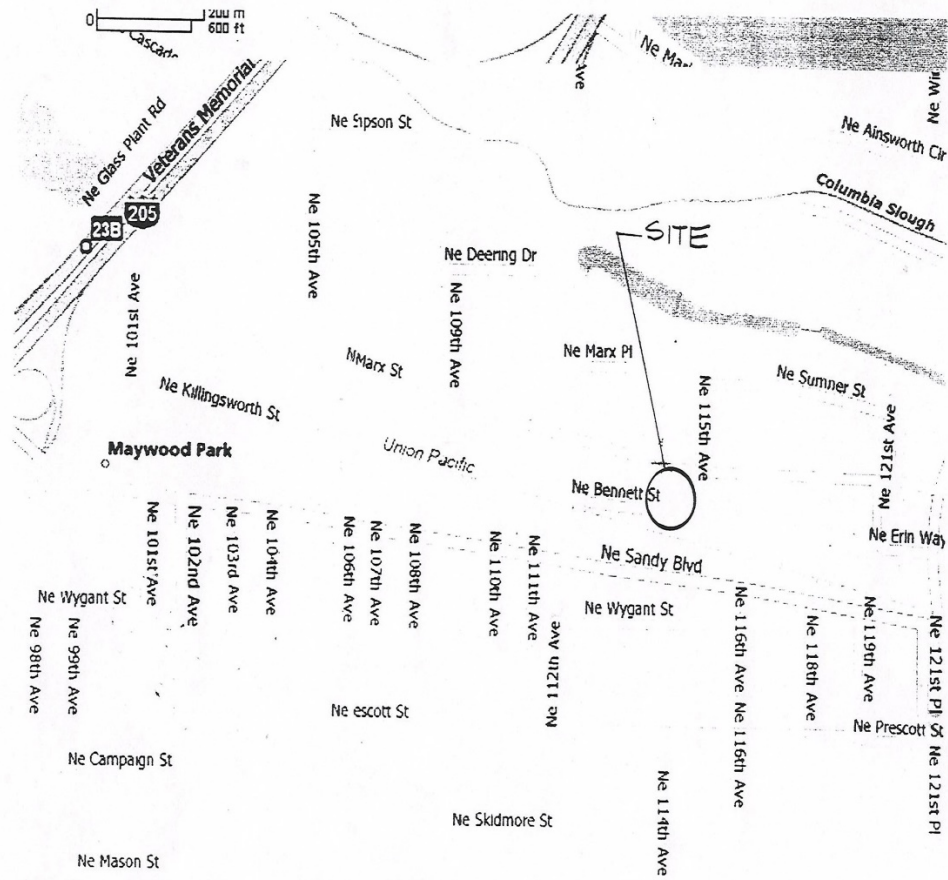 0
200 m
600 ft
Cascade
Ave
Ne Mar
Ne Glass Plant Rd
Veterans Memorial
Ne Sipson St
Ne Ainsworth Cir
Columbia Slough
205
23B
SITE
Ne 105th Ave
Ne Deering Dr
Ne 101st Ave
Ne 109th Ave
NMarx St
Ne Marx Pl
Ne Sumner St
Ne Killingsworth St
Ne 115th Ave
Ne 121st Ave
Maywood Park
Union Pacific
Ne Bennett St
Ne Erin Way
Ne Sandy Blvd
Ne 101st Ave
Ne 102nd Ave
Ne 103rd Ave
Ne 104th Ave
Ne 106th Ave
Ne 107th Ave
Ne 108th Ave
Ne 110th Ave
Ne 111th Ave
Ne 112th Ave
Ne Wygant St
Ne Wygant St
Ne 98th Ave
Ne 99th Ave
Ne 116th Ave
Ne 116th Ave
Ne 118th Ave
Ne 119th Ave
Ne 121st Pl
Ne 121st Pl
Ne escott St
Ne Prescott St
Ne Campaign St
Ne 114th Ave
Ne Skidmore St
Ne Mason St